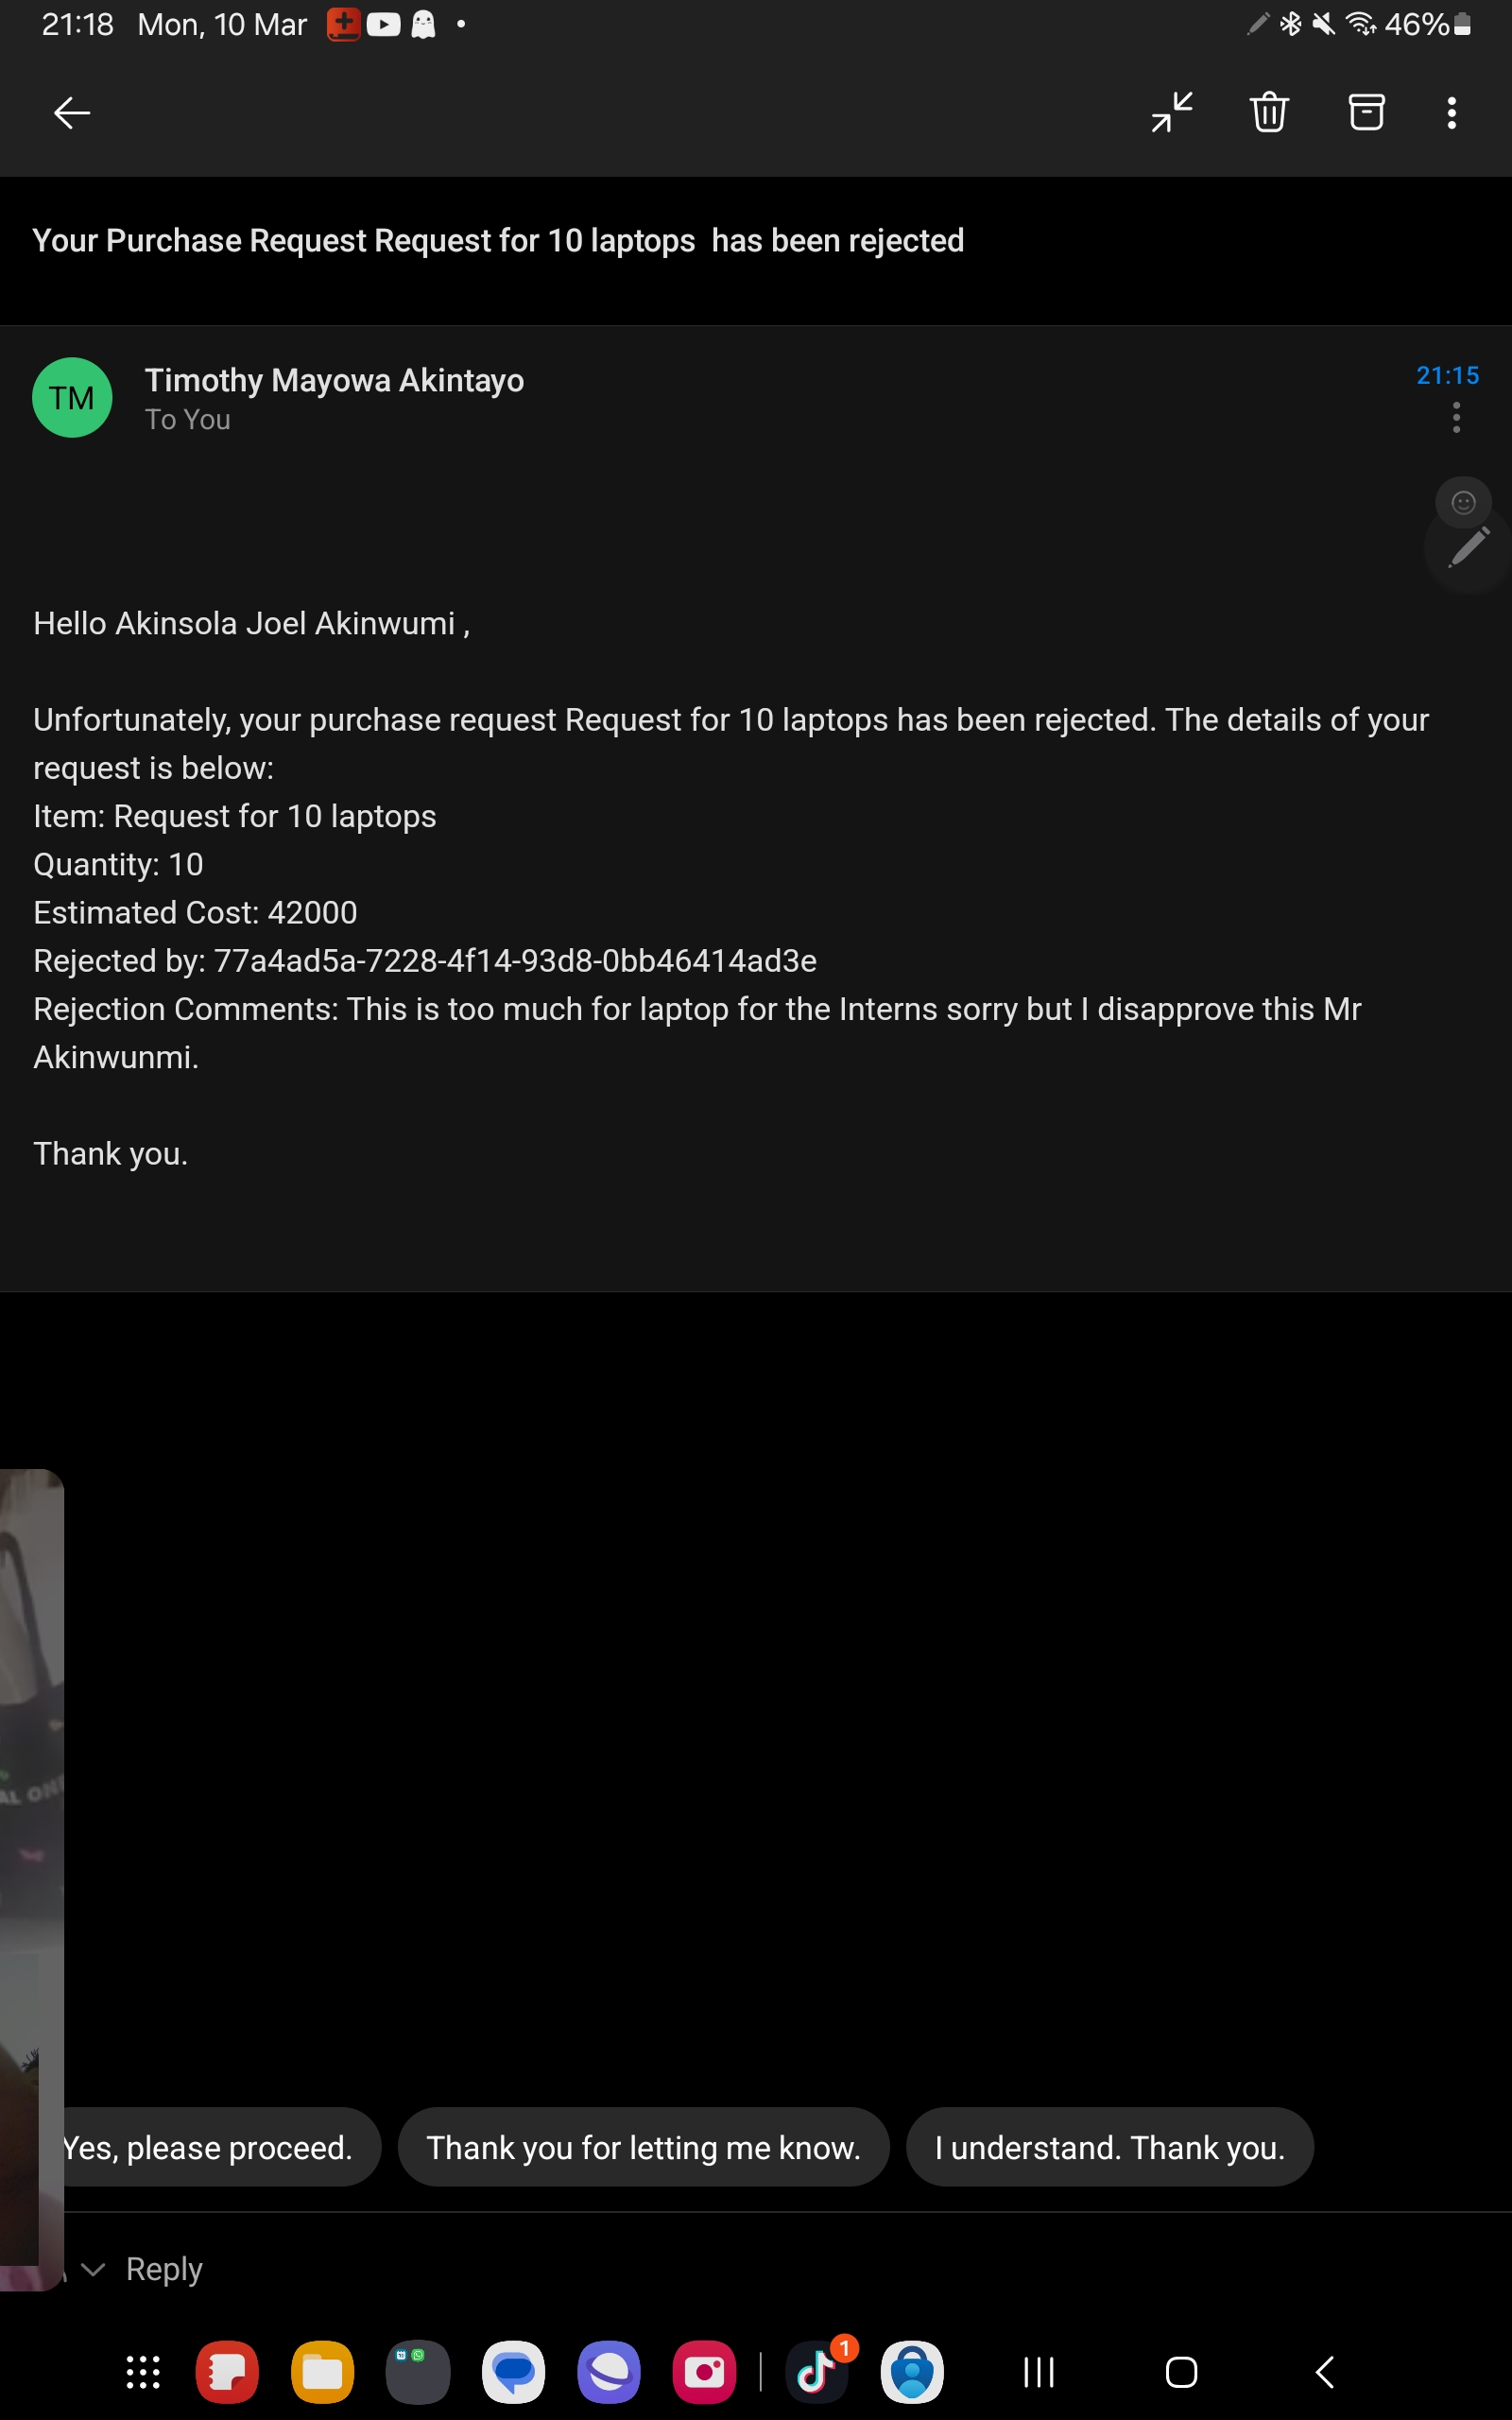 21:18 Mon, 10 Mar
46%
Your Purchase Request Request for 10 laptops  has been rejected
TM
Timothy Mayowa Akintayo
21:15
To You
Hello Akinsola Joel Akinwumi ,
Unfortunately, your purchase request Request for 10 laptops has been rejected. The details of your
request is below:
Item: Request for 10 laptops
Quantity: 10
Estimated Cost: 42000
Rejected by: 77a4ad5a-7228-4f14-93d8-0bb46414ad3e
Rejection Comments: This is too much for laptop for the Interns sorry but I disapprove this Mr
Akinwunmi.
Thank you.
AL ONE
Yes, please proceed.
Thank you for letting me know.
I understand. Thank you.
Reply
1